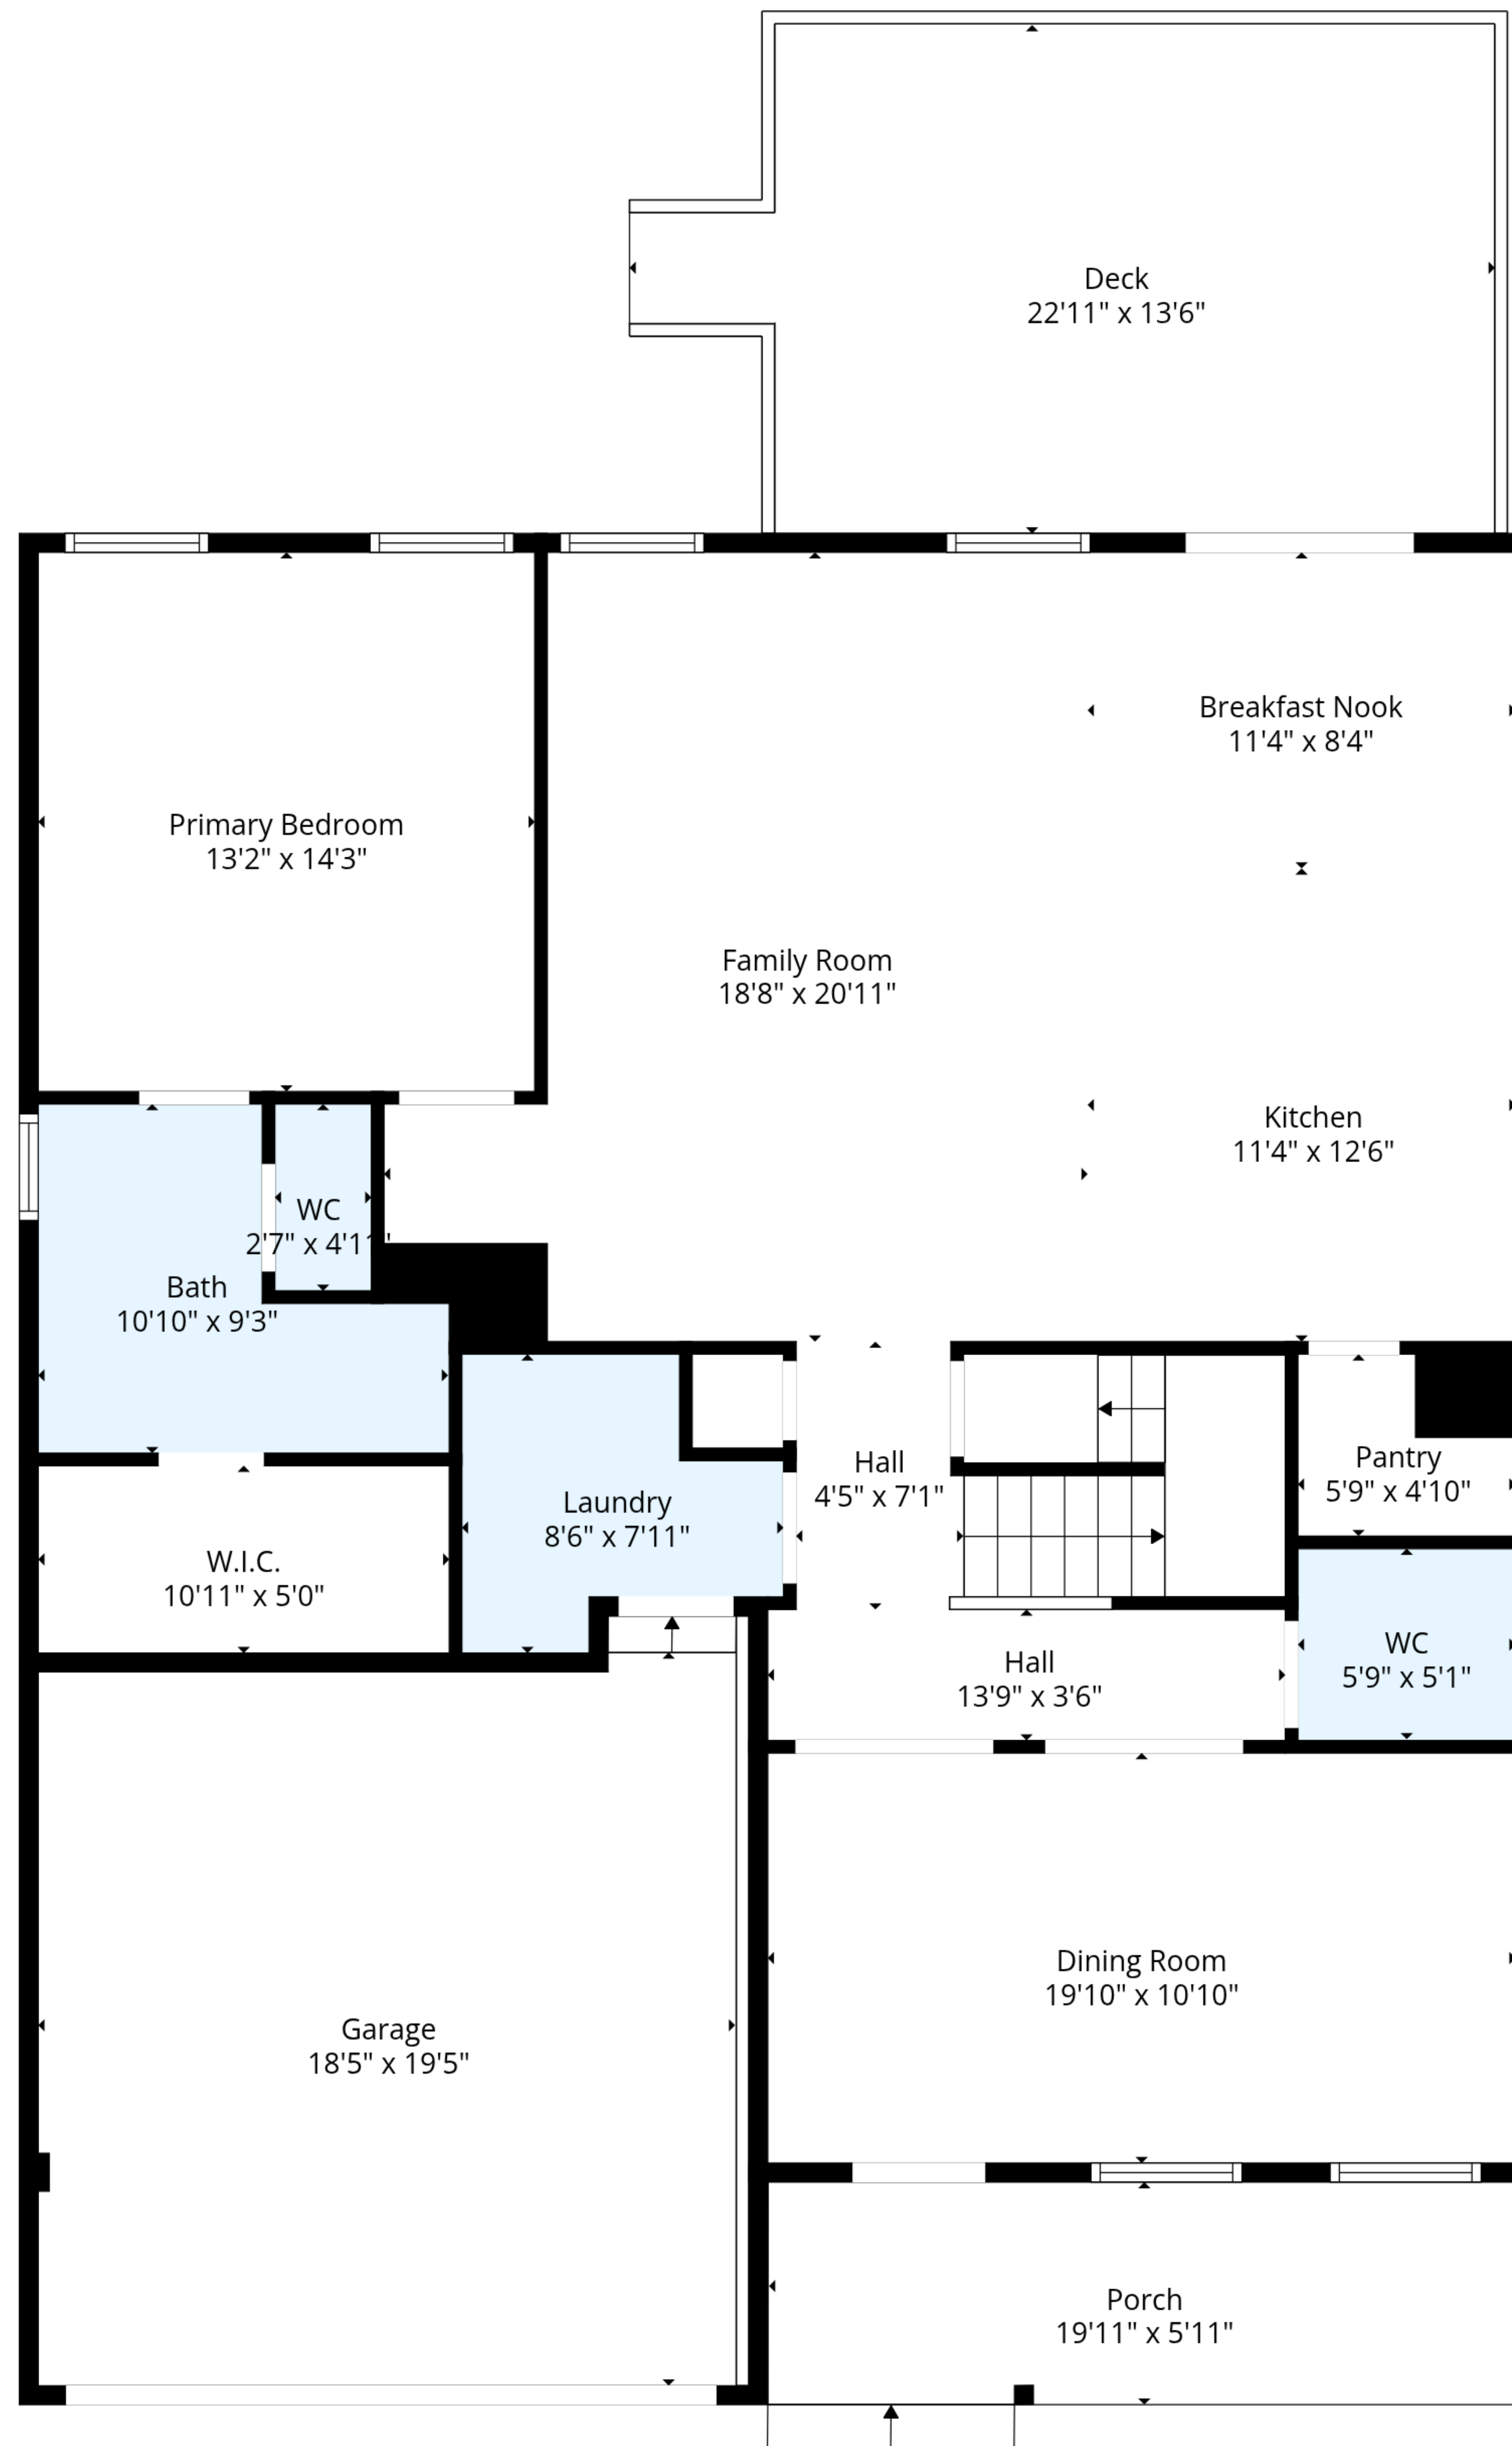 Deck
22'11" x 13'6"
Breakfast Nook
11'4" x 8'4"
Primary Bedroom
13'2" x 14'3"
Family Room
18'8" x 20'11"
Kitchen
11'4" x 12'6"
WC
2'7" x 4'11"
Bath
10'10" x 9'3"
Hall
4'5" x 7'1"
Pantry
5'9" x 4'10"
Laundry
8'6" x 7'11"
W.I.C.
10'11" x 5'0"
WC
5'9" x 5'1"
Hall
13'9" x 3'6"
Dining Room
19'10" x 10'10"
Garage
18'5" x 19'5"
Porch
19'11" x 5'11"